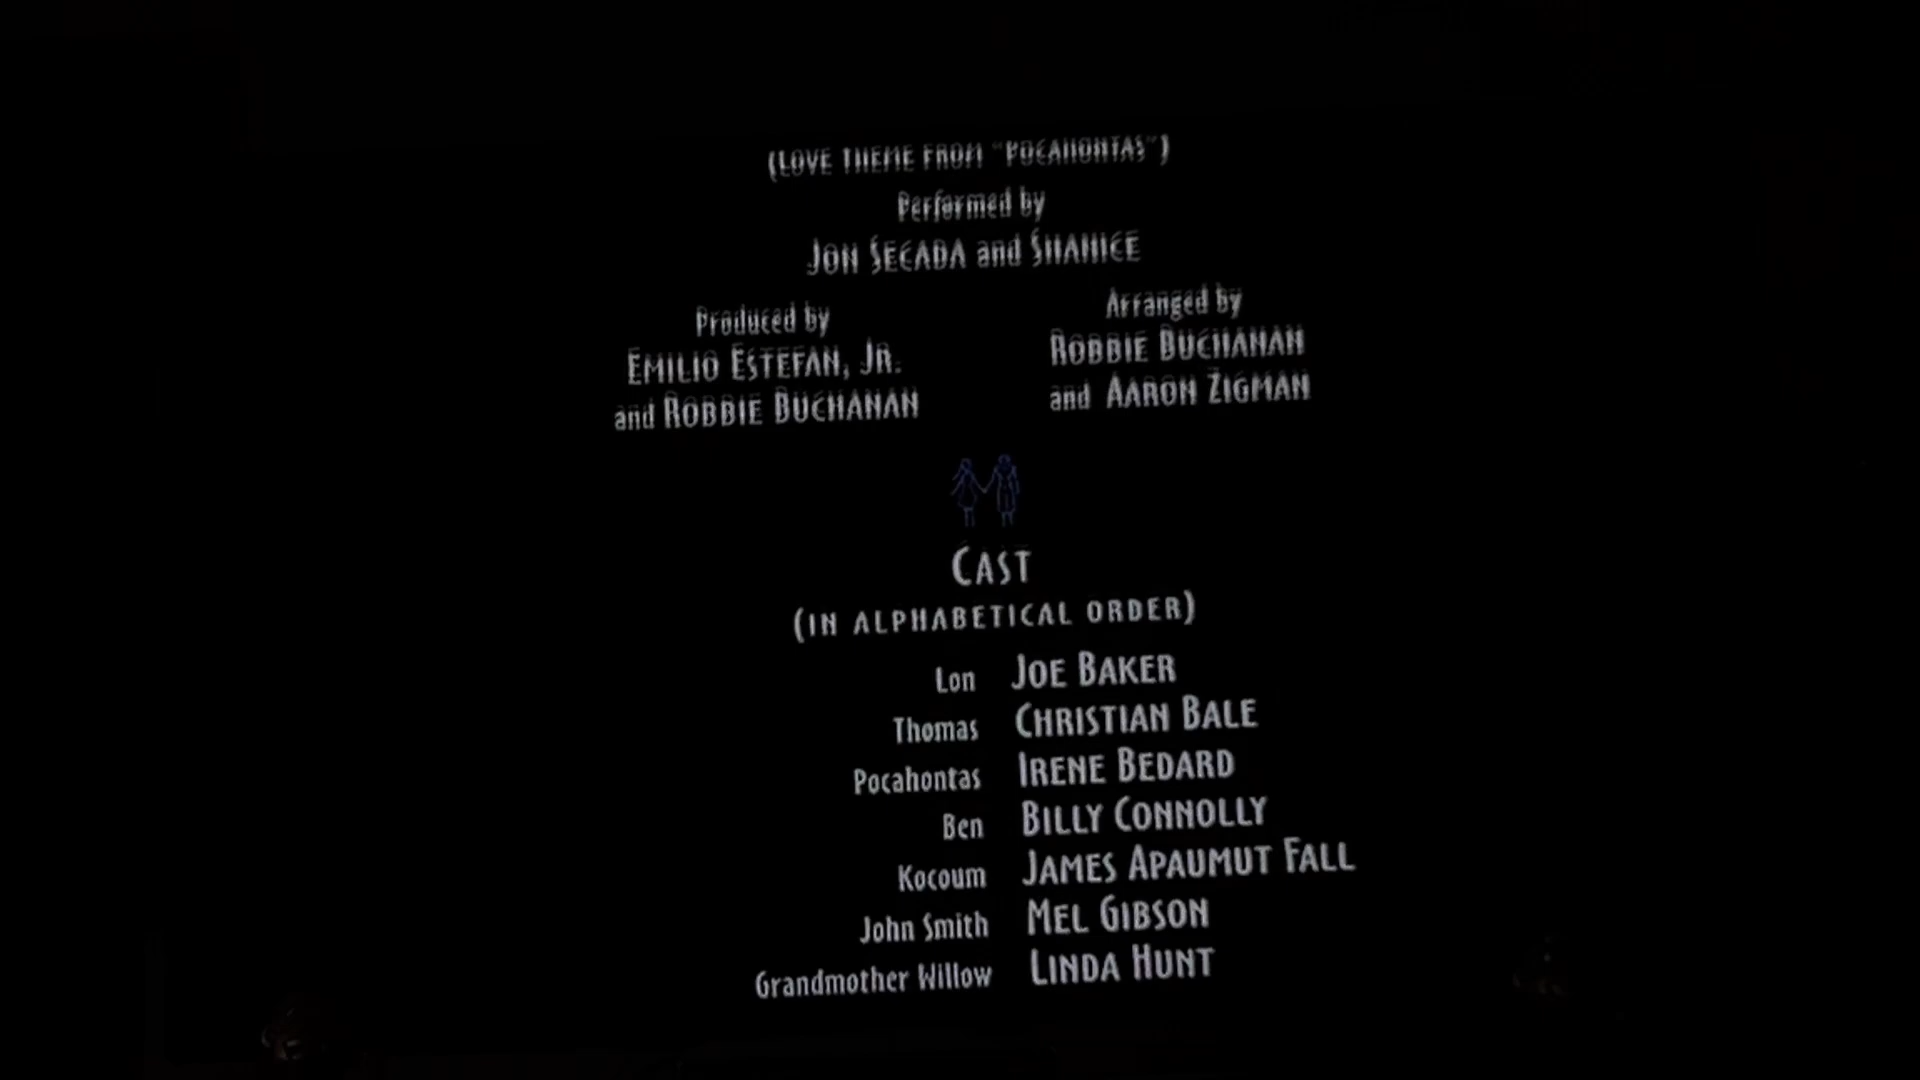 (LOVE THEME FROM "POCAHONTAS")
Performed by
JON SECADA and SHANICE
Produced by
EMILIO ESTEFAN, JR.
and ROBBIE BUCHANAN
Arranged by
ROBBIE BUCHANAN
and AARON ZIGMAN
CAST
(IN ALPHABETICAL ORDER)
Lon JOE BAKER
Thomas CHRISTIAN BALE
Pocahontas IRENE BEDARD
Ben BILLY CONNOLLY
Kocoum JAMES APAUMUT FALL
John Smith MEL GIBSON
Grandmother Willow LINDA HUNT